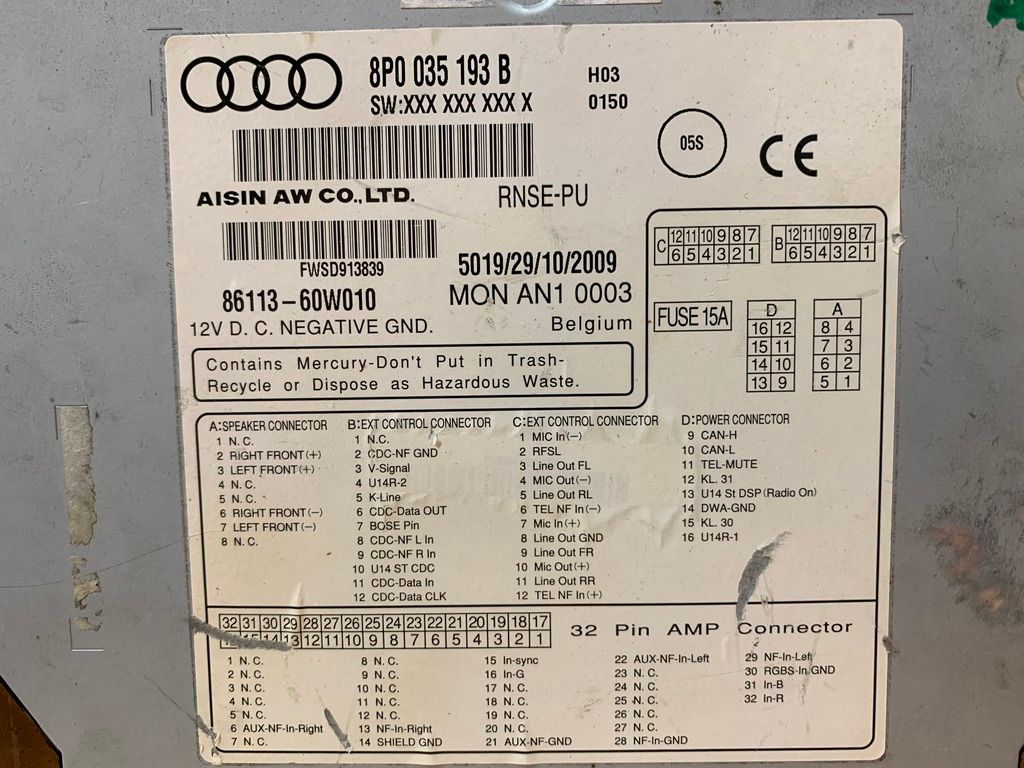 8P0 035 193 B
SW:XXX XXX XXX X
H03
0150
05S
CE
AISIN AW CO.,LTD.
RNSE-PU
FWSD913839
5019/29/10/2009
86113-60W010
MON AN1 0003
12V D. C. NEGATIVE GND.
Belgium
Contains Mercury-Don't Put in Trash-
Recycle or Dispose as Hazardous Waste.
C 12 11 10 9 8 7
6 5 4 3 2 1
B 12 11 10 9 8 7
6 5 4 3 2 1
FUSE 15A
D
16 12
15 11
14 10
13 9
A
8 4
7 3
6 2
5 1
A:SPEAKER CONNECTOR
1 N.C.
2 RIGHT FRONT(+)
3 LEFT FRONT(+)
4 N.C.
5 N.C.
6 RIGHT FRONT(-)
7 LEFT FRONT(-)
8 N.C.
B:EXT CONTROL CONNECTOR
1 N.C.
2 CDC-NF GND
3 V-Signal
4 U14R-2
5 K-Line
6 CDC-Data OUT
7 BOSE Pin
8 CDC-NF L In
9 CDC-NF R In
10 U14 ST CDC
11 CDC-Data In
12 CDC-Data CLK
C:EXT CONTROL CONNECTOR
1 MIC In(-)
2 RFSL
3 Line Out FL
4 MIC Out(-)
5 Line Out RL
6 TEL NF In(-)
7 Mic In(+)
8 Line Out GND
9 Line Out FR
10 Mic Out(+)
11 Line Out RR
12 TEL NF In(+)
D:POWER CONNECTOR
9 CAN-H
10 CAN-L
11 TEL-MUTE
12 KL. 31
13 U14 St DSP (Radio On)
14 DWA-GND
15 KL. 30
16 U14R-1
32 31 30 29 28 27 26 25 24 23 22 21 20 19 18 17
13 12 11 10 9 8 7 6 5 4 3 2 1
32 Pin AMP Connector
1 N. C.
2 N. C.
3 N. C.
4 N. C.
5 N. C.
6 AUX-NF-In-Right
7 N. C.
8 N. C.
9 N. C.
10 N. C.
11 N. C.
12 N. C.
13 NF-In-Right
14 SHIELD GND
15 In-sync
16 In-G
17 N. C.
18 N. C.
19 N. C.
20 N. C.
21 AUX-NF-GND
22 AUX-NF-In-Left
23 N. C.
24 N. C.
25 N. C.
26 N. C.
27 N. C.
28 NF-In-GND
29 NF-In-Left
30 RGBS-In GND
31 In-B
32 In-R